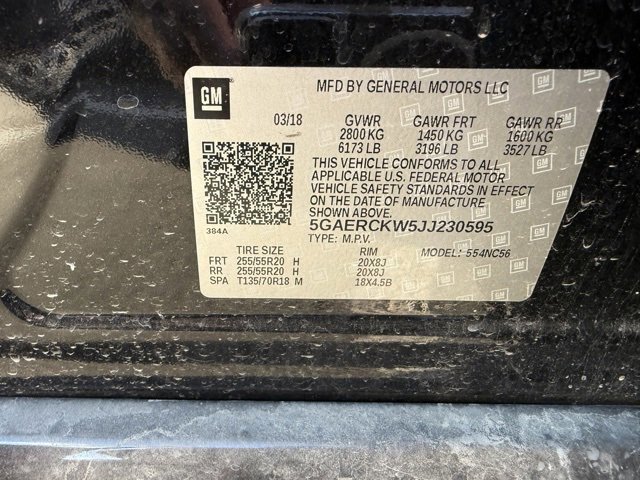 GM
MFD BY GENERAL MOTORS LLC
03/18 GVWR GAWR FRT GAWR RR
2800 KG 1450 KG 1600 KG
6173 LB 3196 LB 3527 LB
THIS VEHICLE CONFORMS TO ALL
APPLICABLE U.S. FEDERAL MOTOR
VEHICLE SAFETY STANDARDS IN EFFECT
ON THE DATE OF MANUFACTURE
SHOWN ABOVE.
384A
5GAERCKW5JJ230595
TYPE: M.P.V. MODEL: 554NC56
TIRE SIZE RIM
FRT 255/55R20 H 20X8J
RR 255/55R20 H 20X8J
SPA T135/70R18 M 18X4.5B